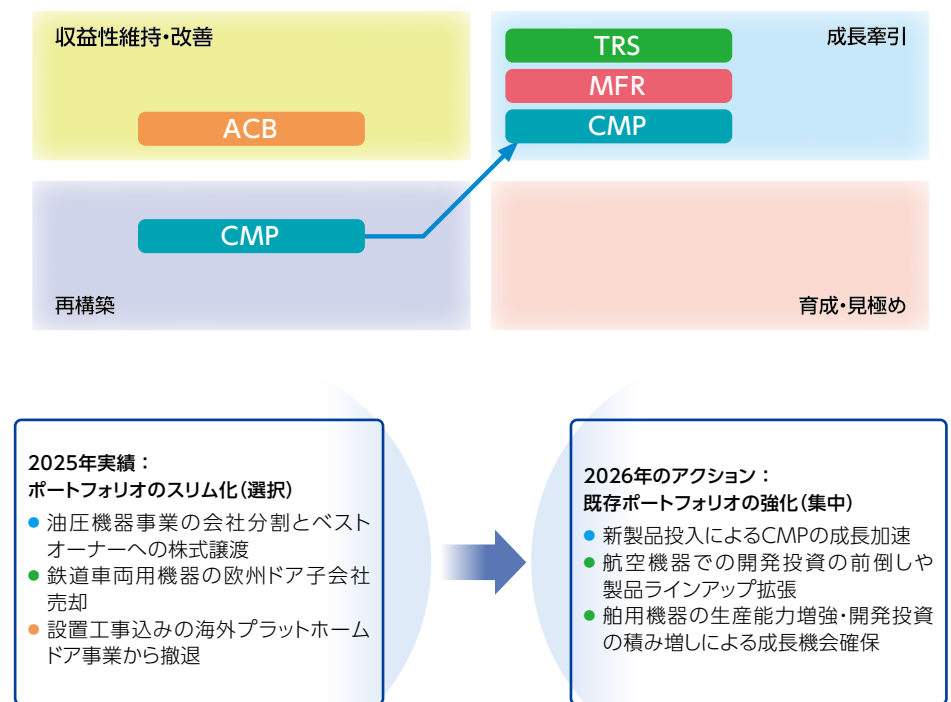 収益性維持・改善
成長牽引
TRS
MFR
CMP
ACB
CMP
再構築
育成・見極め
2025年実績：
ポートフォリオのスリム化（選択）
● 油圧機器事業の会社分割とベスト
オーナーへの株式譲渡
● 鉄道車両用機器の欧州ドア子会社
売却
● 設置工事込みの海外プラットホーム
ドア事業から撤退
2026年のアクション：
既存ポートフォリオの強化（集中）
● 新製品投入によるCMPの成長加速
● 航空機器での開発投資の前倒しや
製品ラインアップ拡張
● 舶用機器の生産能力増強・開発投資
の積み増しによる成長機会確保